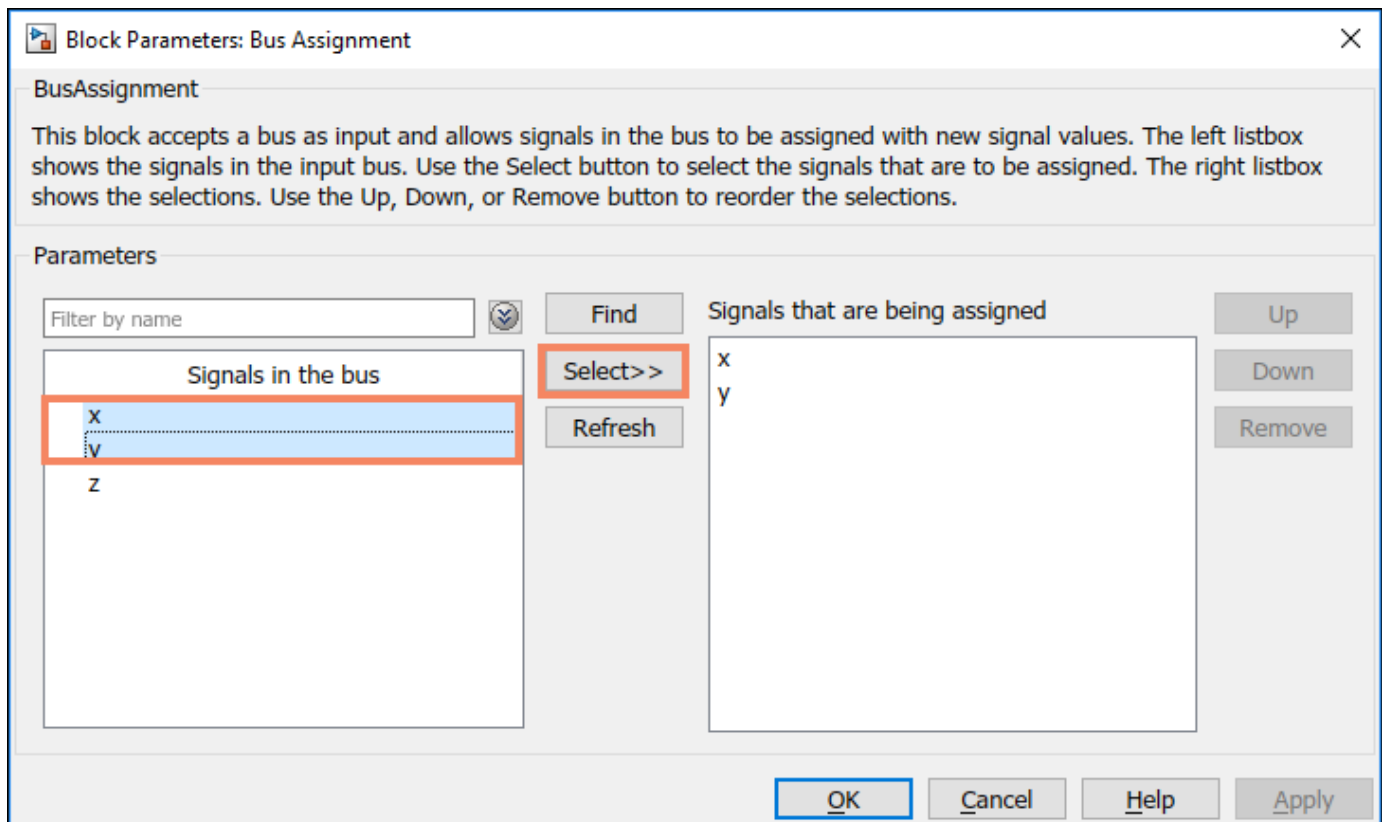 Block Parameters: Bus Assignment
BusAssignment
This block accepts a bus as input and allows signals in the bus to be assigned with new signal values. The left listbox
shows the signals in the input bus. Use the Select button to select the signals that are to be assigned. The right listbox
shows the selections. Use the Up, Down, or Remove button to reorder the selections.
Parameters
Filter by name
Signals in the bus
x
y
z
Find
Select>>
Refresh
Signals that are being assigned
x
y
Up
Down
Remove
OK
Cancel
Help
Apply